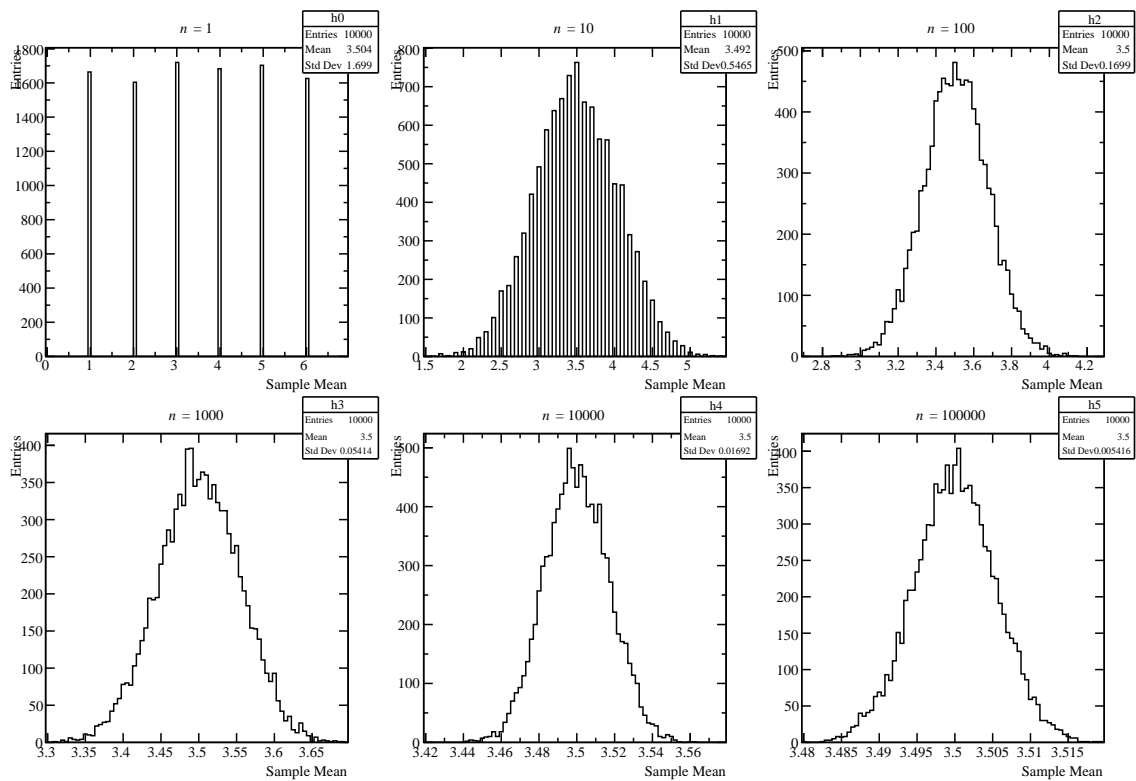 n = 1
h0
Entries 10000
Mean 3.504
Std Dev 1.699
Entries
1800
1600
1400
1200
1000
800
600
400
200
0
0 1 2 3 4 5 6
Sample Mean
n = 10
h1
Entries 10000
Mean 3.492
Std Dev 0.5465
Entries
800
700
600
500
400
300
200
100
0
1.5 2 2.5 3 3.5 4 4.5 5
Sample Mean
n = 100
h2
Entries 10000
Mean 3.5
Std Dev 0.1699
Entries
500
400
300
200
100
0
2.8 3 3.2 3.4 3.6 3.8 4 4.2
Sample Mean
n = 1000
h3
Entries 10000
Mean 3.5
Std Dev 0.05414
Entries
400
350
300
250
200
150
100
50
0
3.3 3.35 3.4 3.45 3.5 3.55 3.6 3.65
Sample Mean
n = 10000
h4
Entries 10000
Mean 3.5
Std Dev 0.01692
Entries
500
400
300
200
100
0
3.42 3.44 3.46 3.48 3.5 3.52 3.54 3.56
Sample Mean
n = 100000
h5
Entries 10000
Mean 3.5
Std Dev 0.005416
Entries
400
350
300
250
200
150
100
50
0
3.48 3.485 3.49 3.495 3.5 3.505 3.51 3.515
Sample Mean